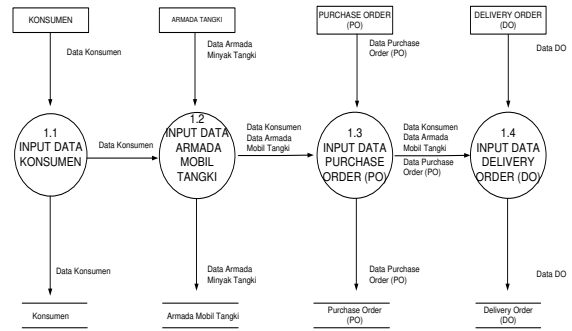 KONSUMEN
ARMADA TANGKI
PURCHASE ORDER
(PO)
DELIVERY ORDER
(DO)
Data Konsumen
Data Armada
Minyak Tangki
Data Purchase
Order (PO)
Data DO
1.1
INPUT DATA
KONSUMEN
Data Konsumen
1.2
INPUT DATA
ARMADA
MOBIL
TANGKI
Data Konsumen
Data Armada
Mobil Tangki
1.3
INPUT DATA
PURCHASE
ORDER (PO)
Data Konsumen
Data Armada
Mobil Tangki
Data Purchase
Order (PO)
1.4
INPUT DATA
DELIVERY
ORDER (DO)
Data Konsumen
Data Armada
Minyak Tangki
Data Purchase
Order (PO)
Data DO
Konsumen
Armada Mobil Tangki
Purchase Order
(PO)
Delivery Order
(DO)